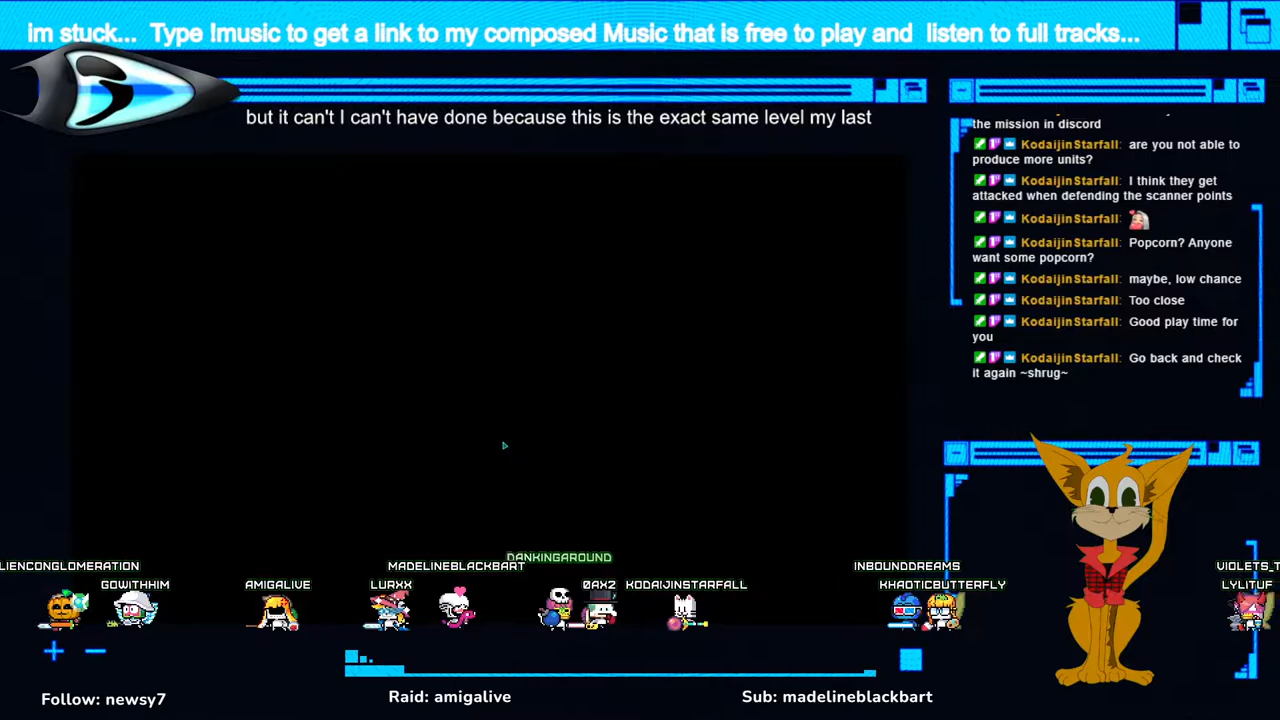 im stuck... Type !music to get a link to my composed Music that is free to play and listen to full tracks...
but it can't I can't have done because this is the exact same level my last
the mission in discord
KodaijinStarfall: are you not able to
produce more units?
KodaijinStarfall: I think they get
attacked when defending the scanner points
KodaijinStarfall:
KodaijinStarfall: Popcorn? Anyone
want some popcorn?
KodaijinStarfall: maybe, low chance
KodaijinStarfall: Too close
KodaijinStarfall: Good play time for
you
KodaijinStarfall: Go back and check
it again ~shrug~
DANKINGAROUND
LIENCONGLOMERATION MADELINEBLACKBART INBOUNDDREAMS VIOLETS_T
GOWITHHIM AMIGALIVE LURXX 0AX2 KODAIJINSTARFALL KHAOTICBUTTERFLY LYLITUF
Follow: newsy7 Raid: amigalive Sub: madelineblackbart